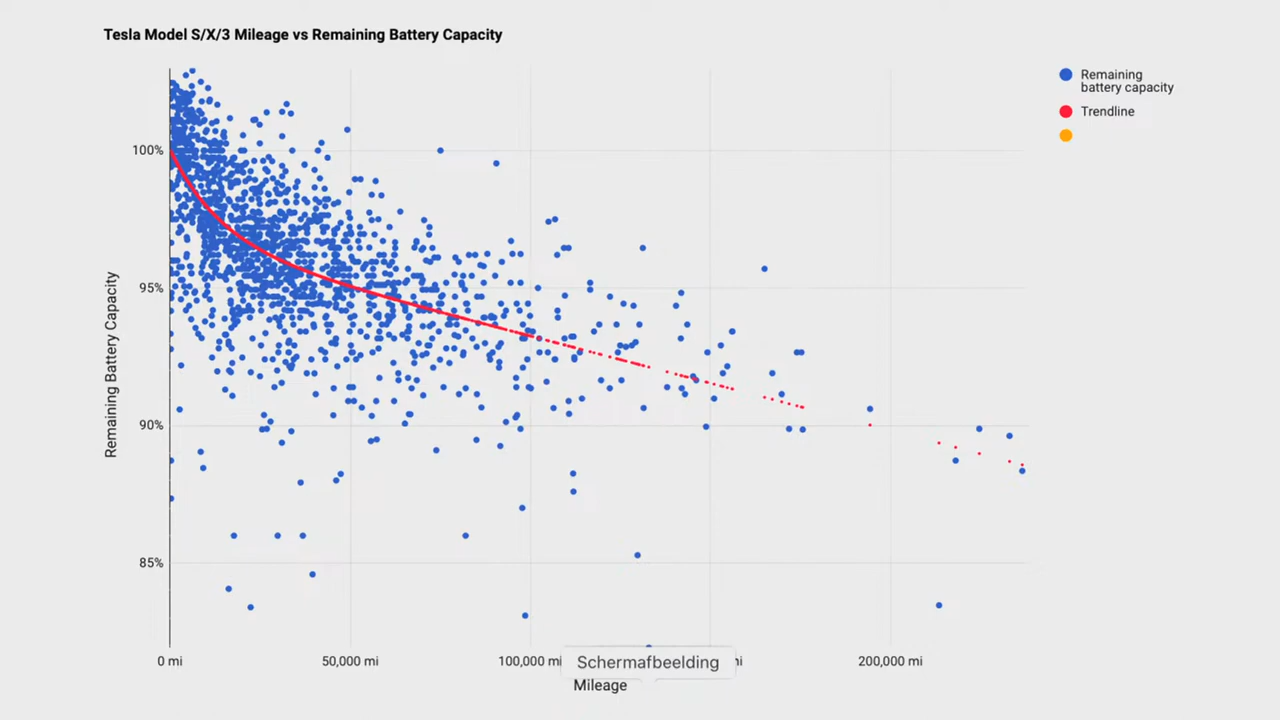 Tesla Model S/X/3 Mileage vs Remaining Battery Capacity
Remaining
battery capacity
Trendline
Remaining Battery Capacity
100%
95%
90%
85%
0 mi
50,000 mi
100,000 mi
200,000 mi
Schermafbeelding
Mileage